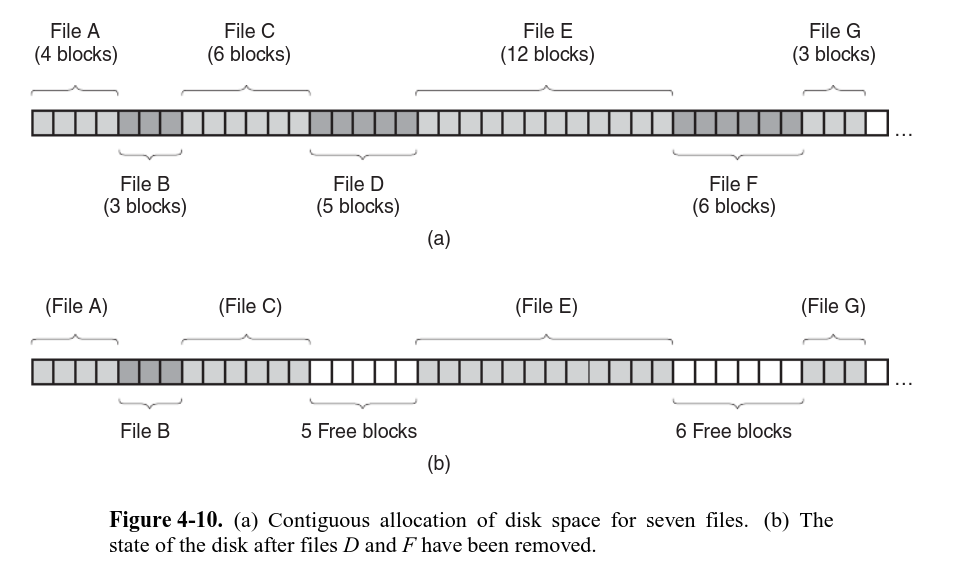 File A
(4 blocks)
File C
(6 blocks)
File E
(12 blocks)
File G
(3 blocks)
...
File B
(3 blocks)
File D
(5 blocks)
File F
(6 blocks)
(a)
(File A)
(File C)
(File E)
(File G)
...
File B
5 Free blocks
6 Free blocks
(b)
Figure 4-10. (a) Contiguous allocation of disk space for seven files. (b) The
state of the disk after files D and F have been removed.